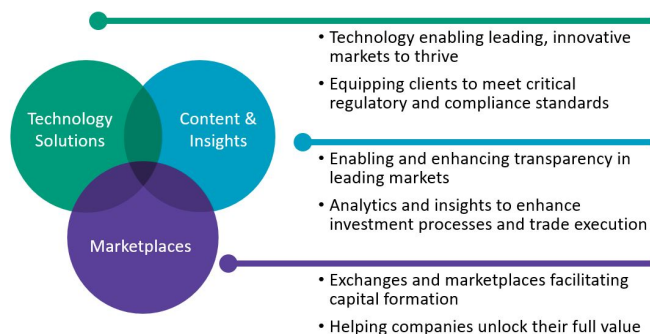 Technology
Solutions
Content &
Insights
Marketplaces
• Technology enabling leading, innovative
markets to thrive
• Equipping clients to meet critical
regulatory and compliance standards
• Enabling and enhancing transparency in
leading markets
• Analytics and insights to enhance
investment processes and trade execution
• Exchanges and marketplaces facilitating
capital formation
• Helping companies unlock their full value